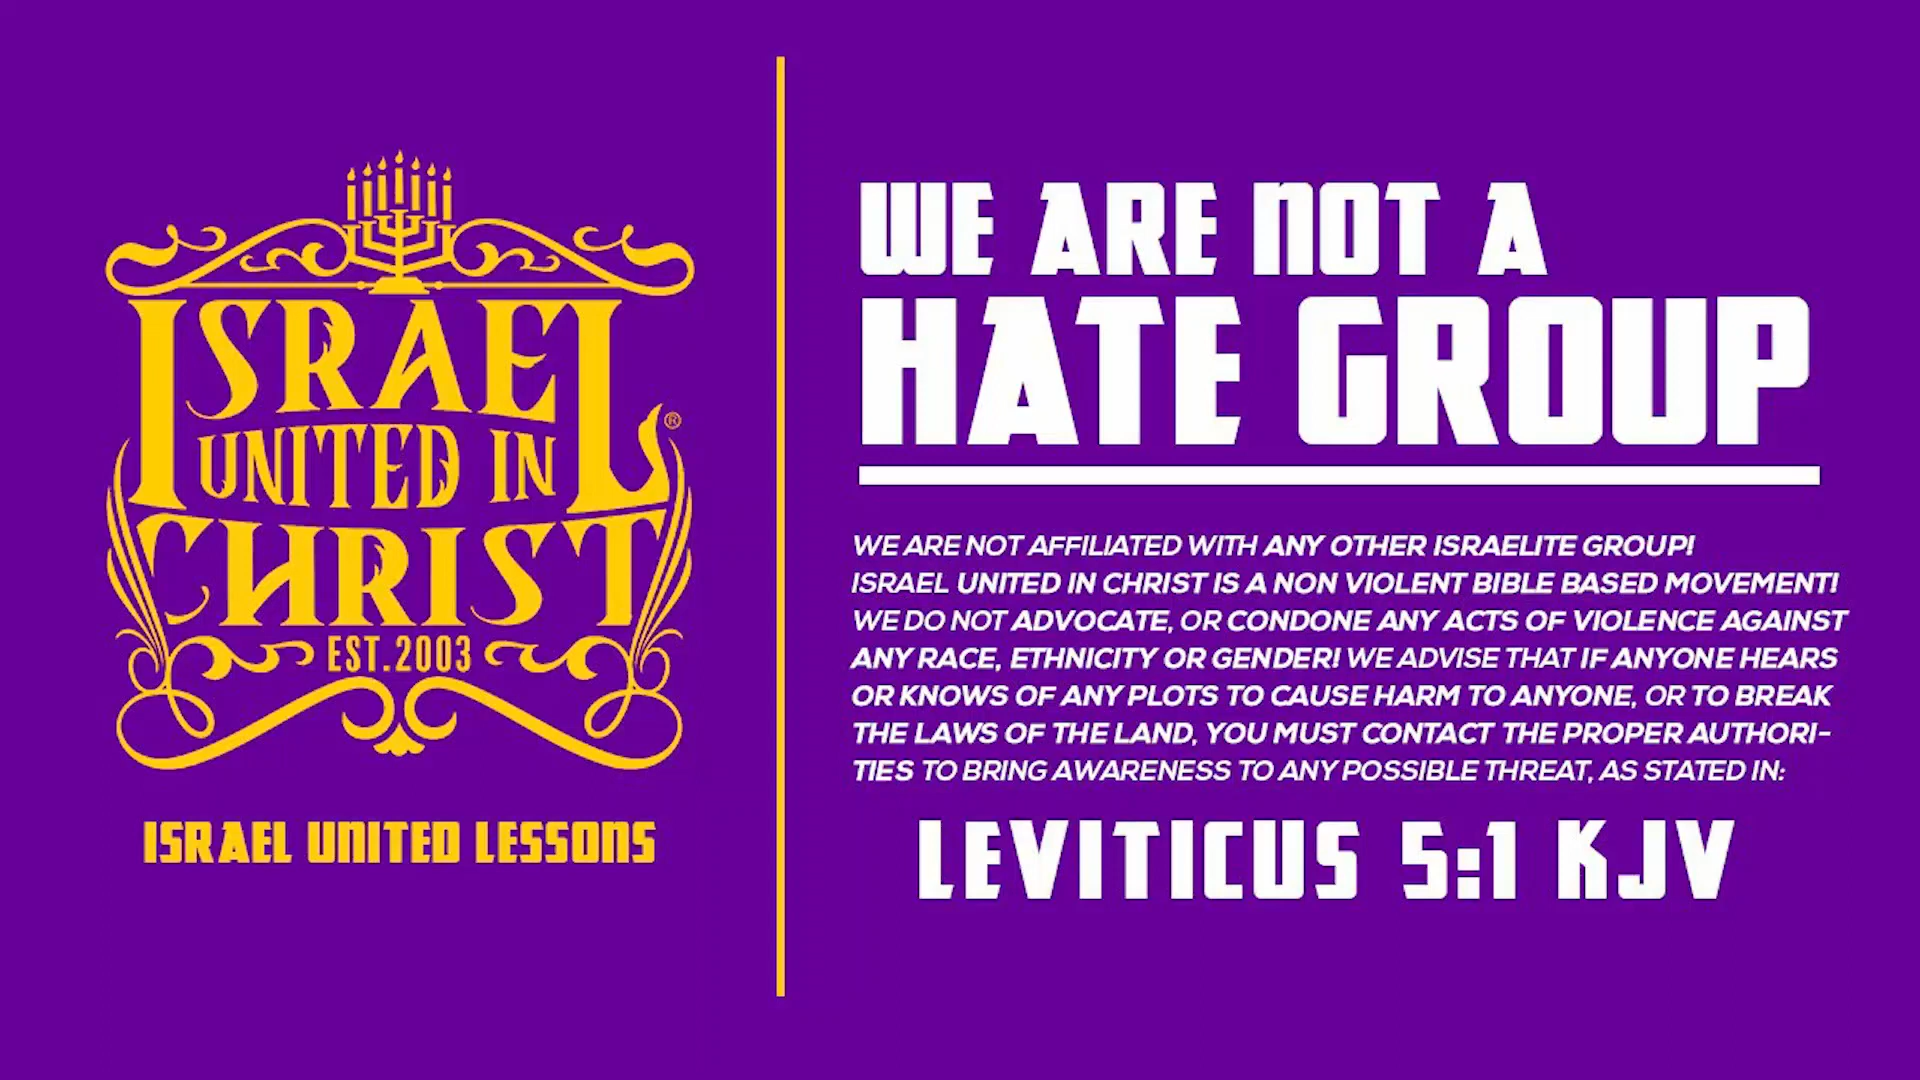 ISRAEL
UNITED IN
CHRIST
®
EST.2003
ISRAEL UNITED LESSONS
WE ARE NOT A
HATE GROUP
WE ARE NOT AFFILIATED WITH ANY OTHER ISRAELITE GROUP!
ISRAEL UNITED IN CHRIST IS A NON VIOLENT BIBLE BASED MOVEMENT!
WE DO NOT ADVOCATE, OR CONDONE ANY ACTS OF VIOLENCE AGAINST
ANY RACE, ETHNICITY OR GENDER! WE ADVISE THAT IF ANYONE HEARS
OR KNOWS OF ANY PLOTS TO CAUSE HARM TO ANYONE, OR TO BREAK
THE LAWS OF THE LAND, YOU MUST CONTACT THE PROPER AUTHORI-
TIES TO BRING AWARENESS TO ANY POSSIBLE THREAT, AS STATED IN:
LEVITICUS 5:1 KJV